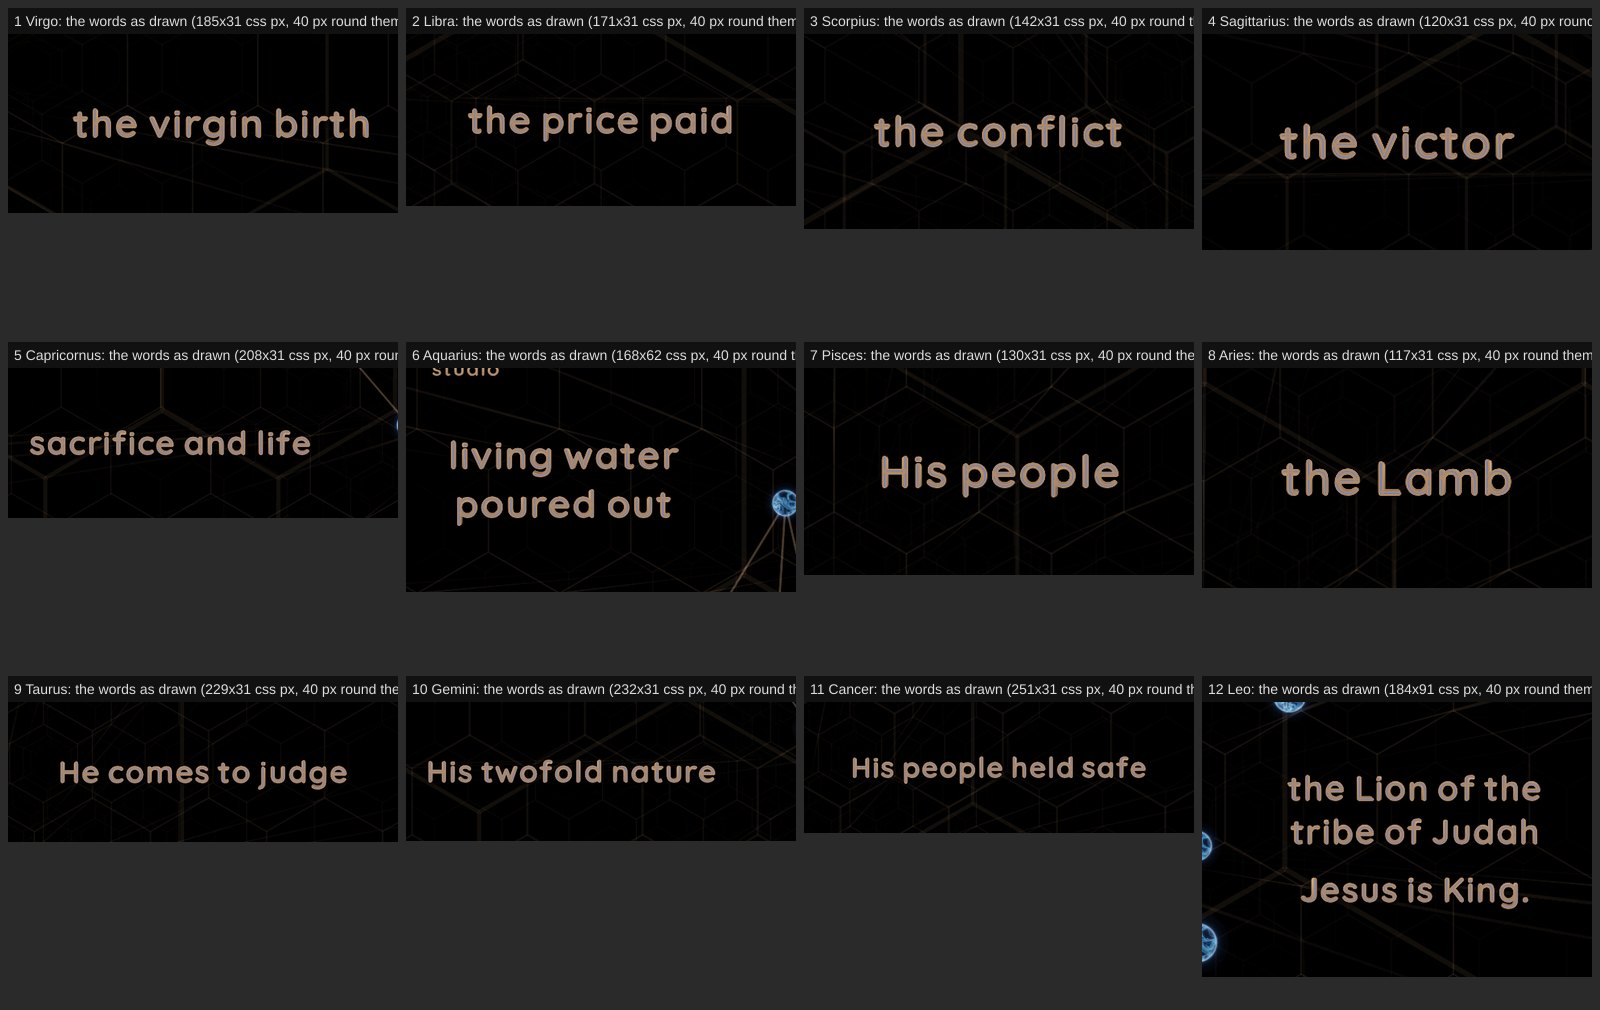 1 Virgo: the words as drawn (185x31 css px, 40 px round them
the virgin birth
2 Libra: the words as drawn (171x31 css px, 40 px round them
the price paid
3 Scorpius: the words as drawn (142x31 css px, 40 px round t
the conflict
4 Sagittarius: the words as drawn (120x31 css px, 40 px round
the victor
5 Capricornus: the words as drawn (208x31 css px, 40 px roun
sacrifice and life
6 Aquarius: the words as drawn (168x62 css px, 40 px round t
studio
living water
poured out
7 Pisces: the words as drawn (130x31 css px, 40 px round the
His people
8 Aries: the words as drawn (117x31 css px, 40 px round them
the Lamb
9 Taurus: the words as drawn (229x31 css px, 40 px round the
He comes to judge
10 Gemini: the words as drawn (232x31 css px, 40 px round th
His twofold nature
11 Cancer: the words as drawn (251x31 css px, 40 px round th
His people held safe
12 Leo: the words as drawn (184x91 css px, 40 px round them
the Lion of the
tribe of Judah
Jesus is King.